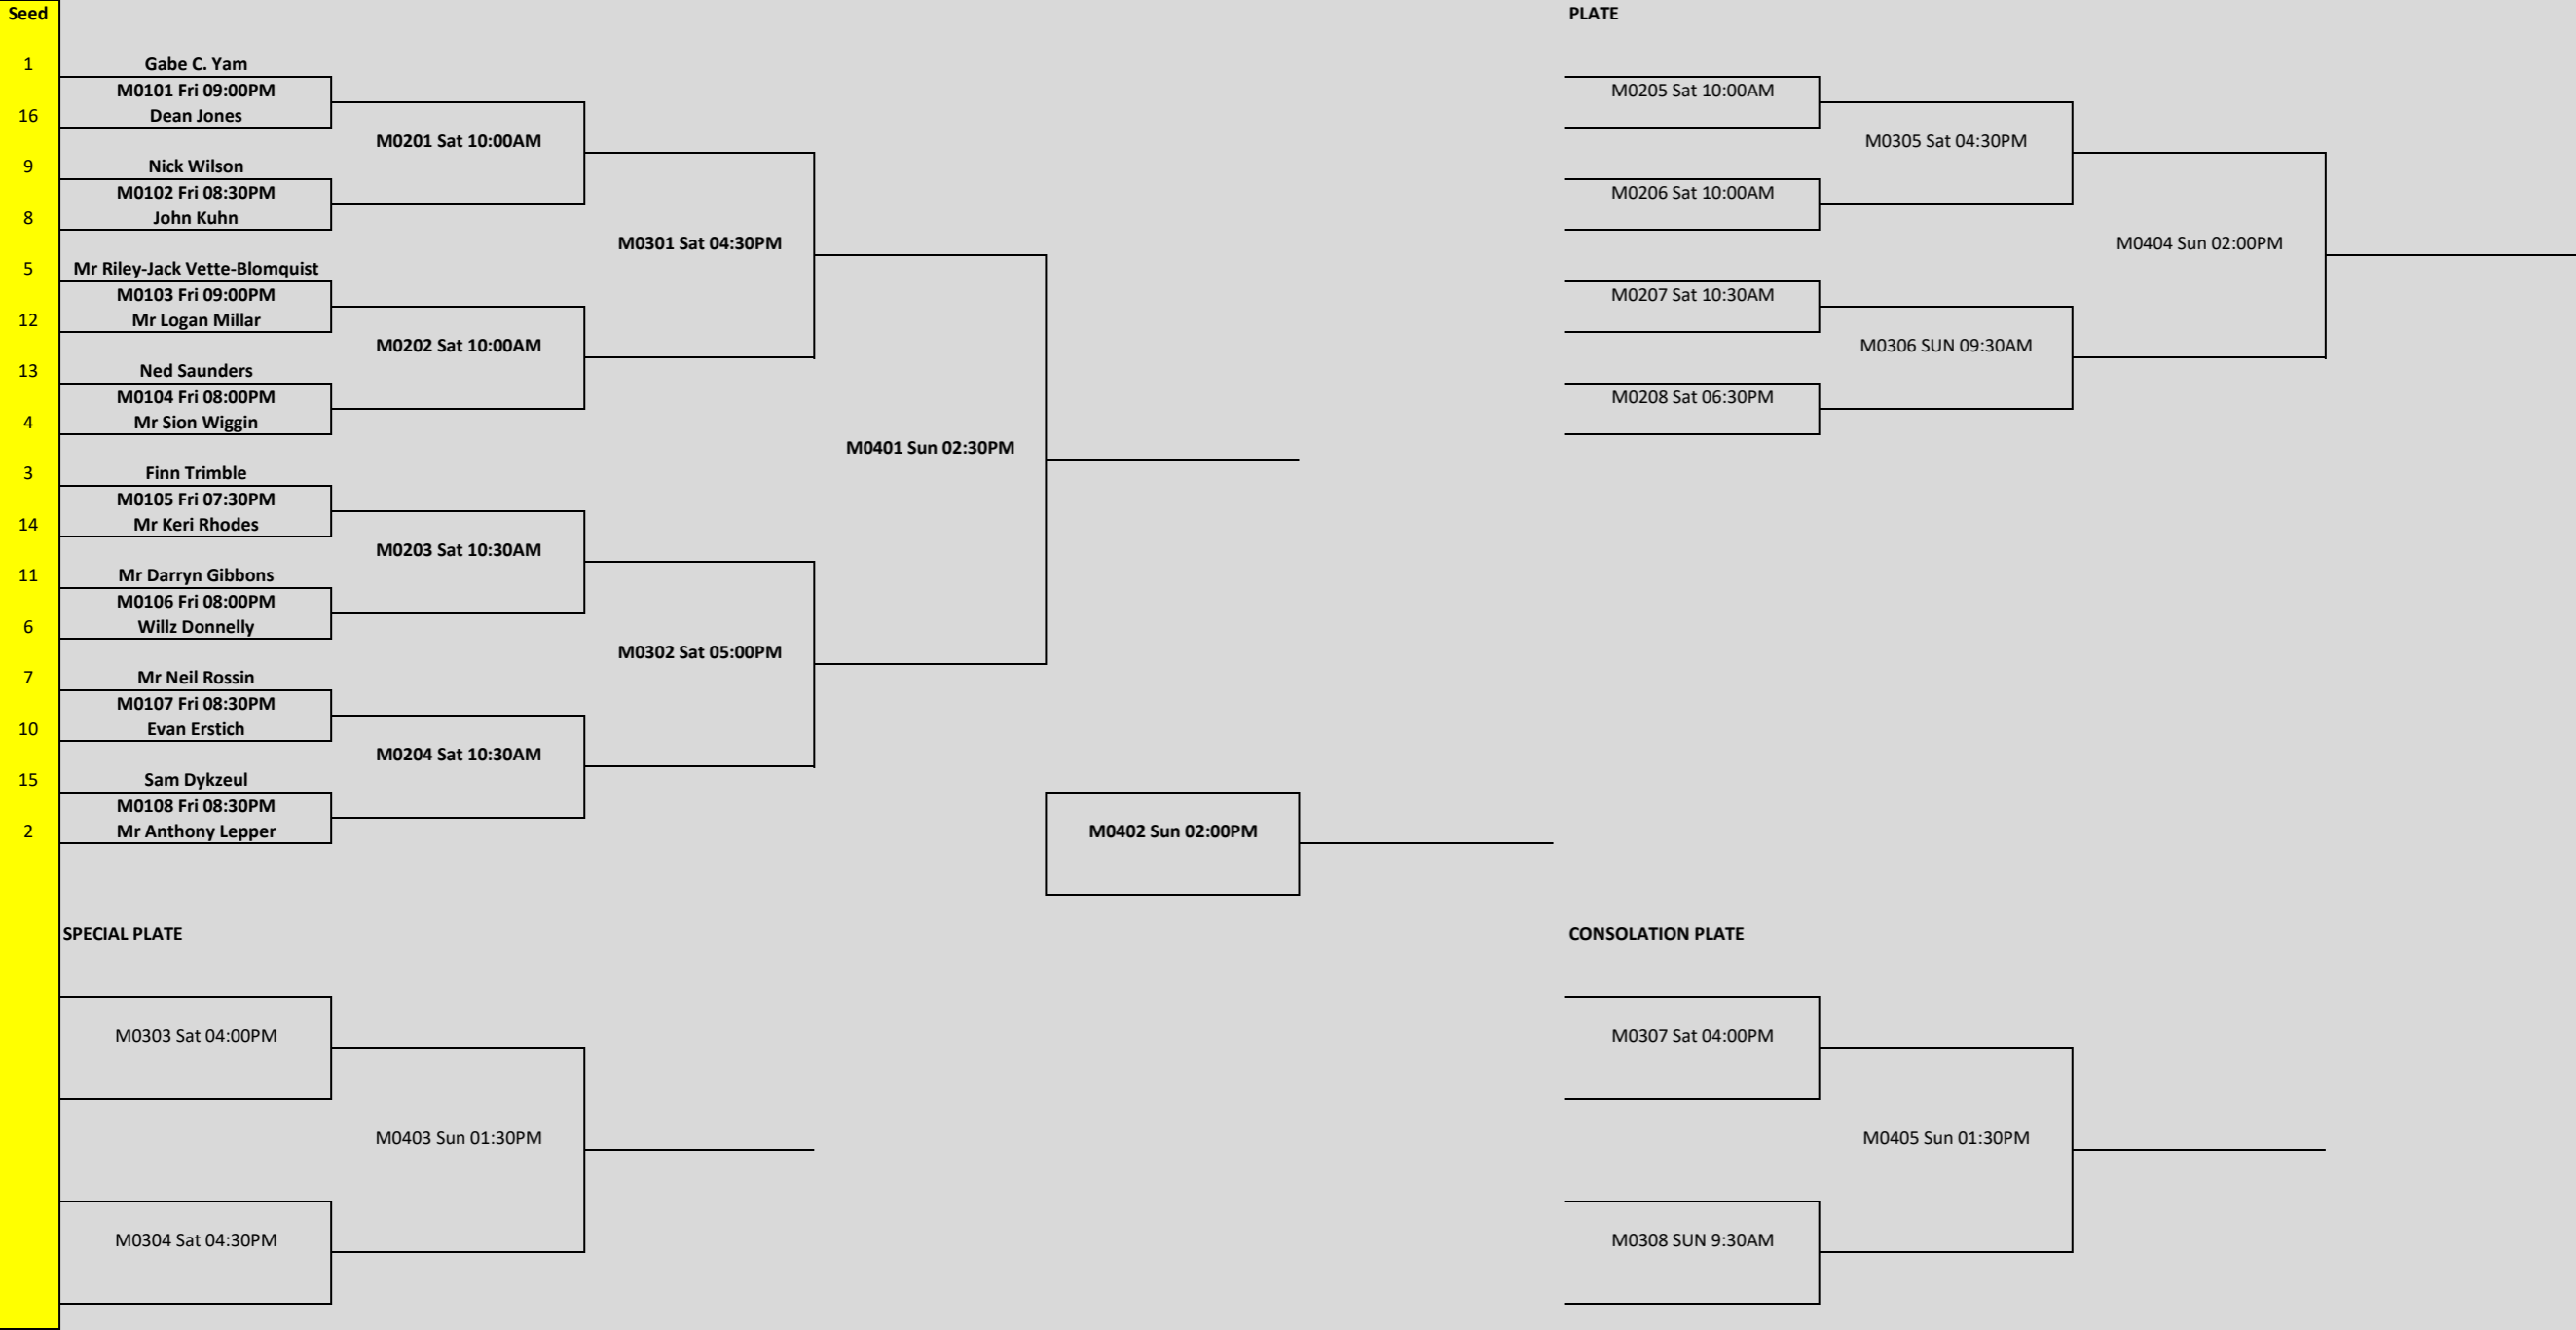 Seed
PLATE
1
Gabe C. Yam
M0101 Fri 09:00PM
16
Dean Jones
M0201 Sat 10:00AM
9
Nick Wilson
M0102 Fri 08:30PM
8
John Kuhn
M0301 Sat 04:30PM
5
Mr Riley-Jack Vette-Blomquist
M0103 Fri 09:00PM
12
Mr Logan Millar
M0202 Sat 10:00AM
13
Ned Saunders
M0104 Fri 08:00PM
4
Mr Sion Wiggin
M0401 Sun 02:30PM
3
Finn Trimble
M0105 Fri 07:30PM
14
Mr Keri Rhodes
M0203 Sat 10:30AM
11
Mr Darryn Gibbons
M0106 Fri 08:00PM
6
Willz Donnelly
M0302 Sat 05:00PM
7
Mr Neil Rossin
M0107 Fri 08:30PM
10
Evan Erstich
M0204 Sat 10:30AM
15
Sam Dykzeul
M0108 Fri 08:30PM
2
Mr Anthony Lepper
M0402 Sun 02:00PM
M0205 Sat 10:00AM
M0305 Sat 04:30PM
M0206 Sat 10:00AM
M0404 Sun 02:00PM
M0207 Sat 10:30AM
M0306 SUN 09:30AM
M0208 Sat 06:30PM
SPECIAL PLATE
M0303 Sat 04:00PM
M0403 Sun 01:30PM
M0304 Sat 04:30PM
CONSOLATION PLATE
M0307 Sat 04:00PM
M0405 Sun 01:30PM
M0308 SUN 9:30AM